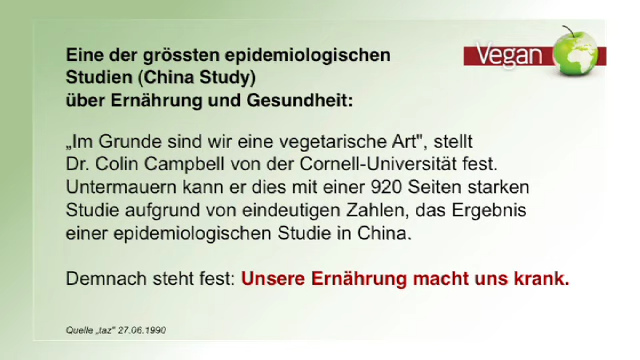 Eine der grössten epidemiologischen
Studien (China Study)
über Ernährung und Gesundheit:
Vegan
„Im Grunde sind wir eine vegetarische Art", stellt
Dr. Colin Campbell von der Cornell-Universität fest.
Untermauern kann er dies mit einer 920 Seiten starken
Studie aufgrund von eindeutigen Zahlen, das Ergebnis
einer epidemiologischen Studie in China.
Demnach steht fest: Unsere Ernährung macht uns krank.
Quelle „taz" 27.06.1990